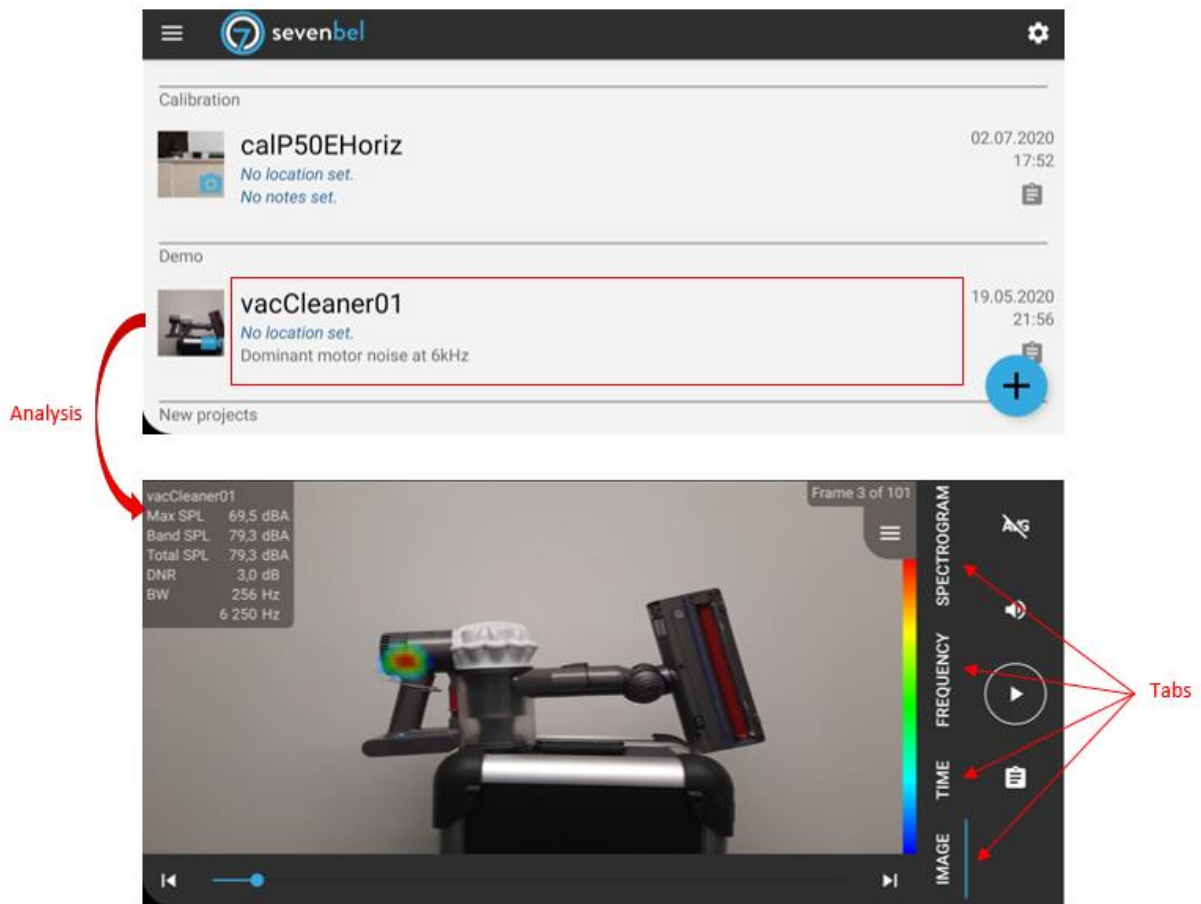 sevenbel
Calibration
calP50EHoriz
No location set.
No notes set.
02.07.2020
17:52
Demo
vacCleaner01
No location set.
Dominant motor noise at 6kHz
19.05.2020
21:56
New projects
Analysis
vacCleaner01
Max SPL 69,5 dBA
Band SPL 79,3 dBA
Total SPL 79,3 dBA
DNR 3,0 dB
BW 256 Hz
6 250 Hz
Frame 3 of 101
SPECTROGRAM
FREQUENCY
TIME
IMAGE
AVG
Tabs